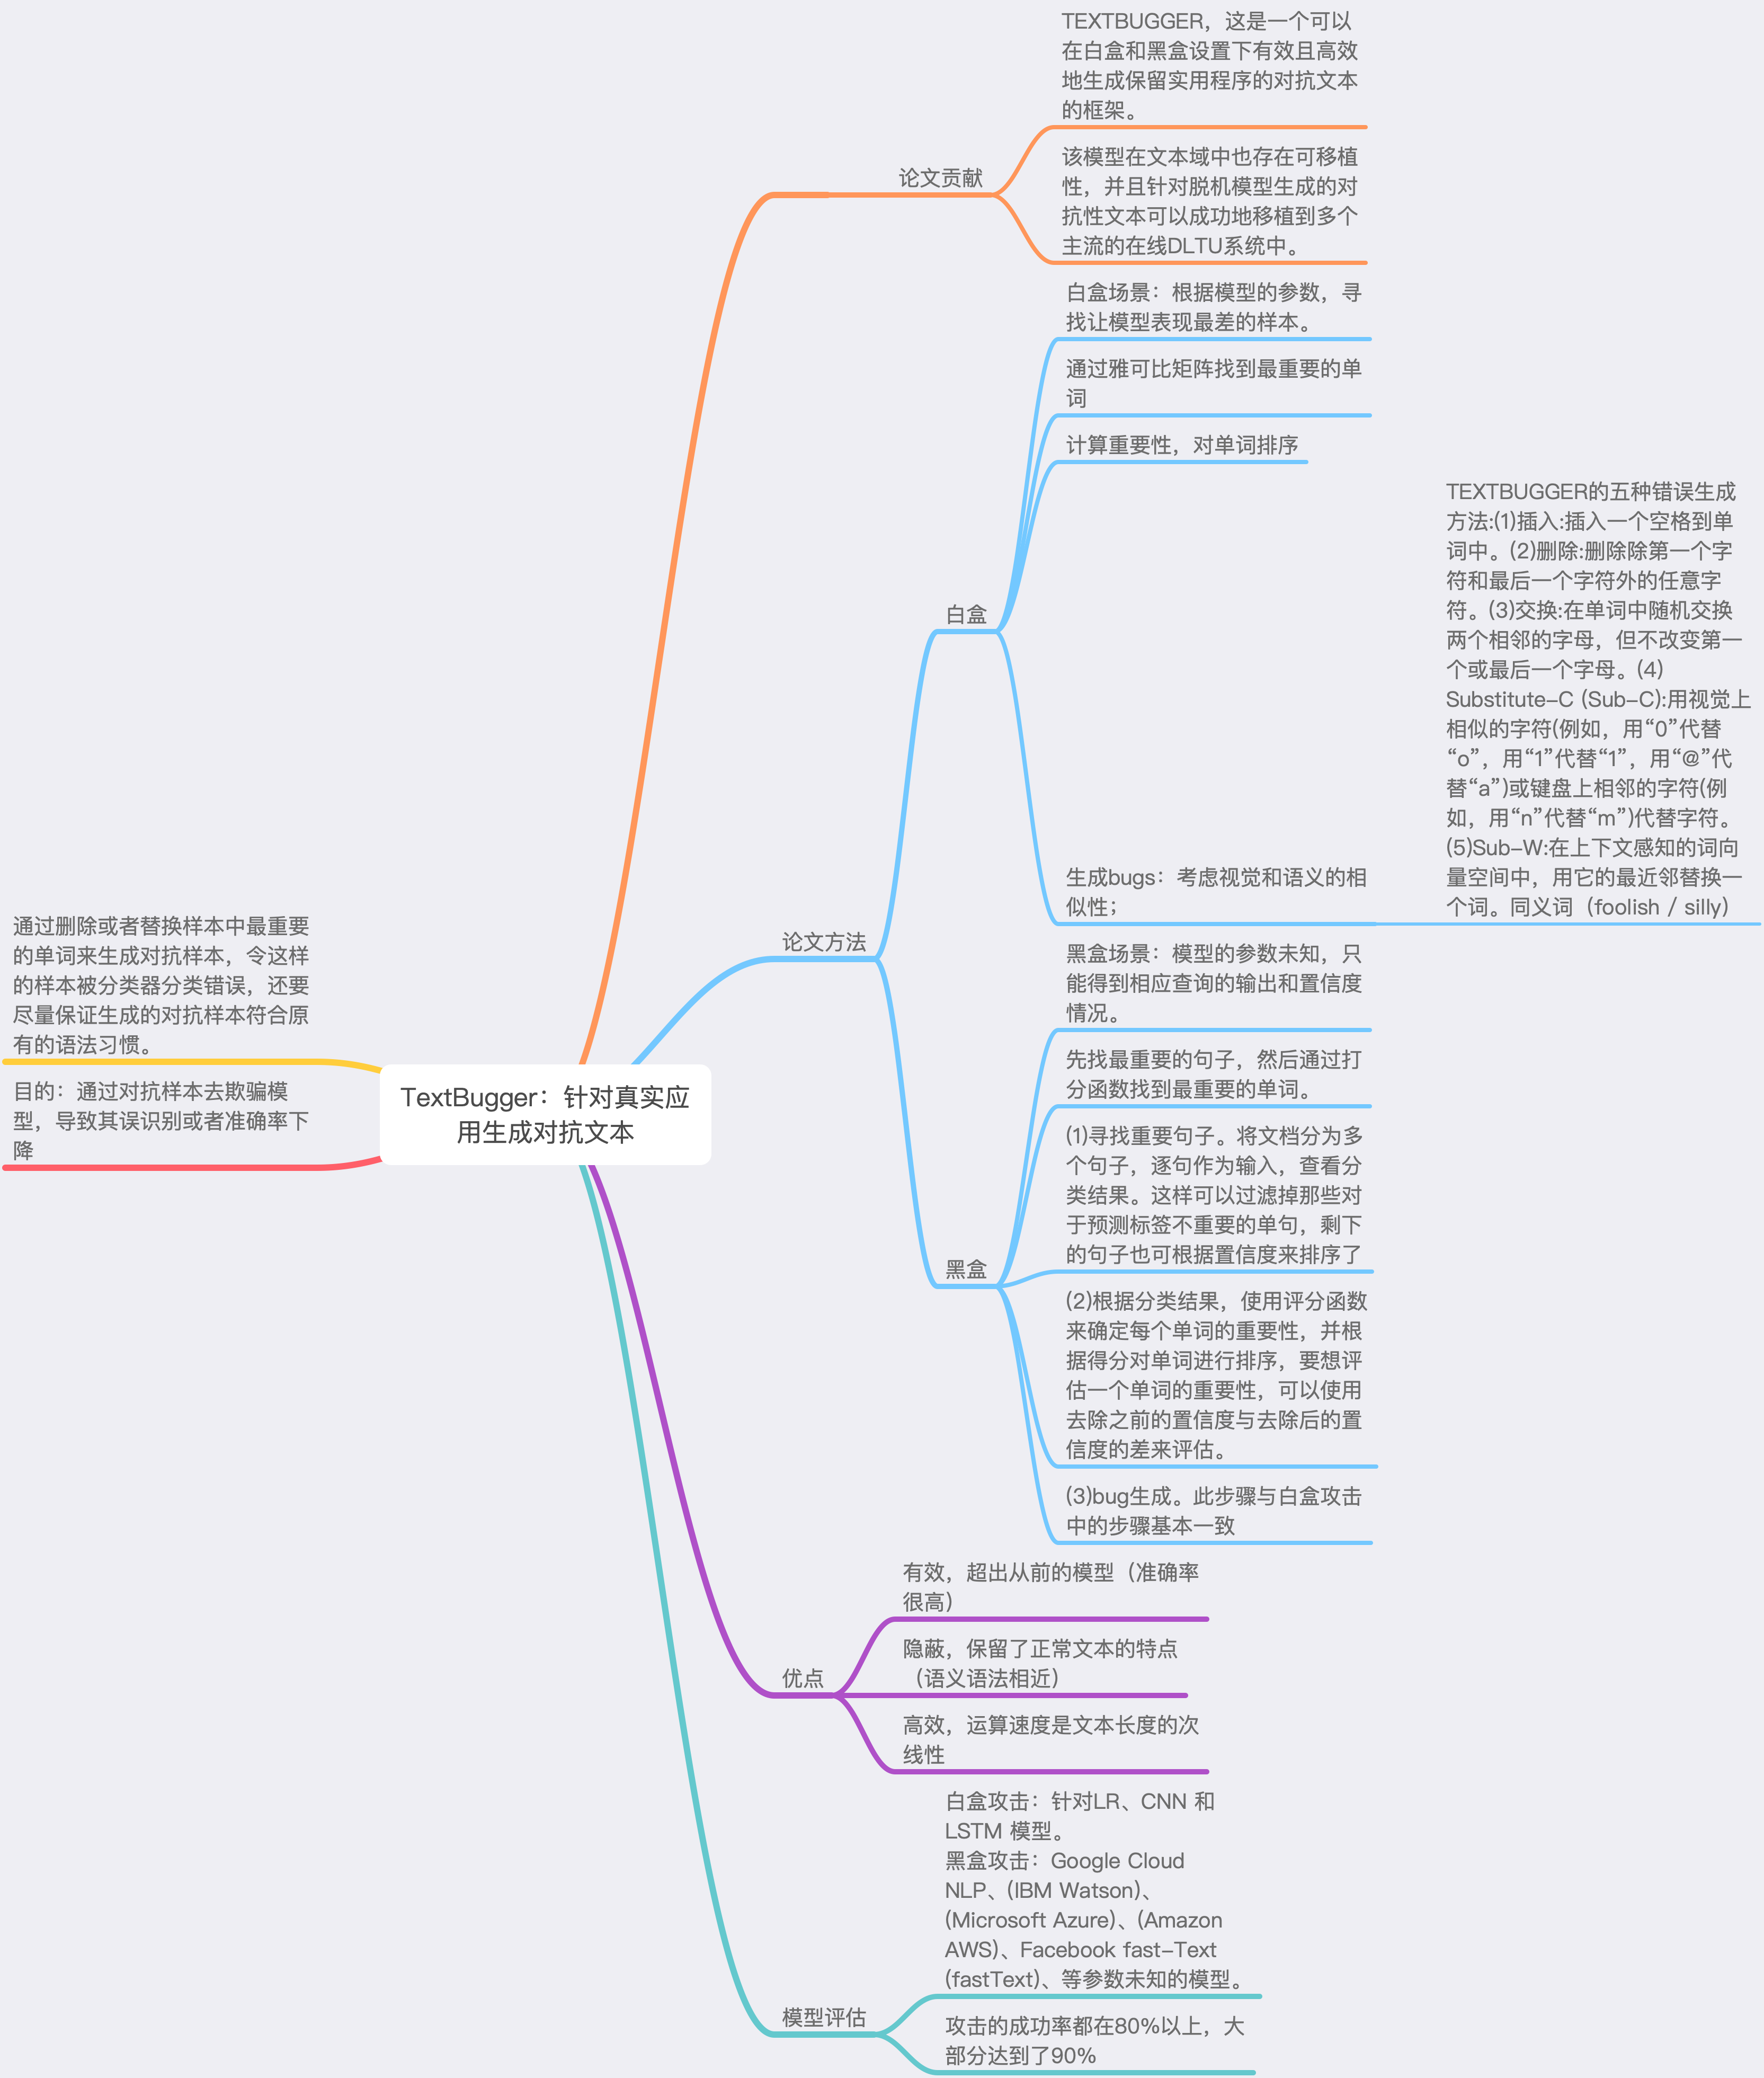 TEXTBUGGER，这是一个可以
在白盒和黑盒设置下有效且高效
地生成保留实用程序的对抗文本
的框架。
论文贡献
该模型在文本域中也存在可移植
性，并且针对脱机模型生成的对
抗性文本可以成功地移植到多个
主流的在线DLTU系统中。
白盒场景：根据模型的参数，寻
找让模型表现最差的样本。
通过雅可比矩阵找到最重要的单
词
计算重要性，对单词排序
白盒
TEXTBUGGER的五种错误生成
方法:(1)插入:插入一个空格到单
词中。(2)删除:删除除第一个字
符和最后一个字符外的任意字
符。(3)交换:在单词中随机交换
两个相邻的字母，但不改变第一
个或最后一个字母。(4)
Substitute-C (Sub-C):用视觉上
相似的字符(例如，用“0”代替
“o”，用“1”代替“1”，用“@”代
替“a”)或键盘上相邻的字符(例
如，用“n”代替“m”)代替字符。
(5)Sub-W:在上下文感知的词向
量空间中，用它的最近邻替换一
个词。同义词（foolish / silly）
生成bugs：考虑视觉和语义的相
似性；
论文方法
黑盒场景：模型的参数未知，只
能得到相应查询的输出和置信度
情况。
先找最重要的句子，然后通过打
分函数找到最重要的单词。
(1)寻找重要句子。将文档分为多
个句子，逐句作为输入，查看分
类结果。这样可以过滤掉那些对
于预测标签不重要的单句，剩下
的句子也可根据置信度来排序了
黑盒
(2)根据分类结果，使用评分函数
来确定每个单词的重要性，并根
据得分对单词进行排序，要想评
估一个单词的重要性，可以使用
去除之前的置信度与去除后的置
信度的差来评估。
(3)bug生成。此步骤与白盒攻击
中的步骤基本一致
通过删除或者替换样本中最重要
的单词来生成对抗样本，令这样
的样本被分类器分类错误，还要
尽量保证生成的对抗样本符合原
有的语法习惯。
目的：通过对抗样本去欺骗模
型，导致其误识别或者准确率下
降
TextBugger：针对真实应
用生成对抗文本
有效，超出从前的模型（准确率
很高）
隐蔽，保留了正常文本的特点
（语义语法相近）
优点
高效，运算速度是文本长度的次
线性
白盒攻击：针对LR、CNN 和
LSTM 模型。
黑盒攻击：Google Cloud
NLP、(IBM Watson)、
(Microsoft Azure)、(Amazon
AWS)、Facebook fast-Text
(fastText)、等参数未知的模型。
模型评估
攻击的成功率都在80%以上，大
部分达到了90%